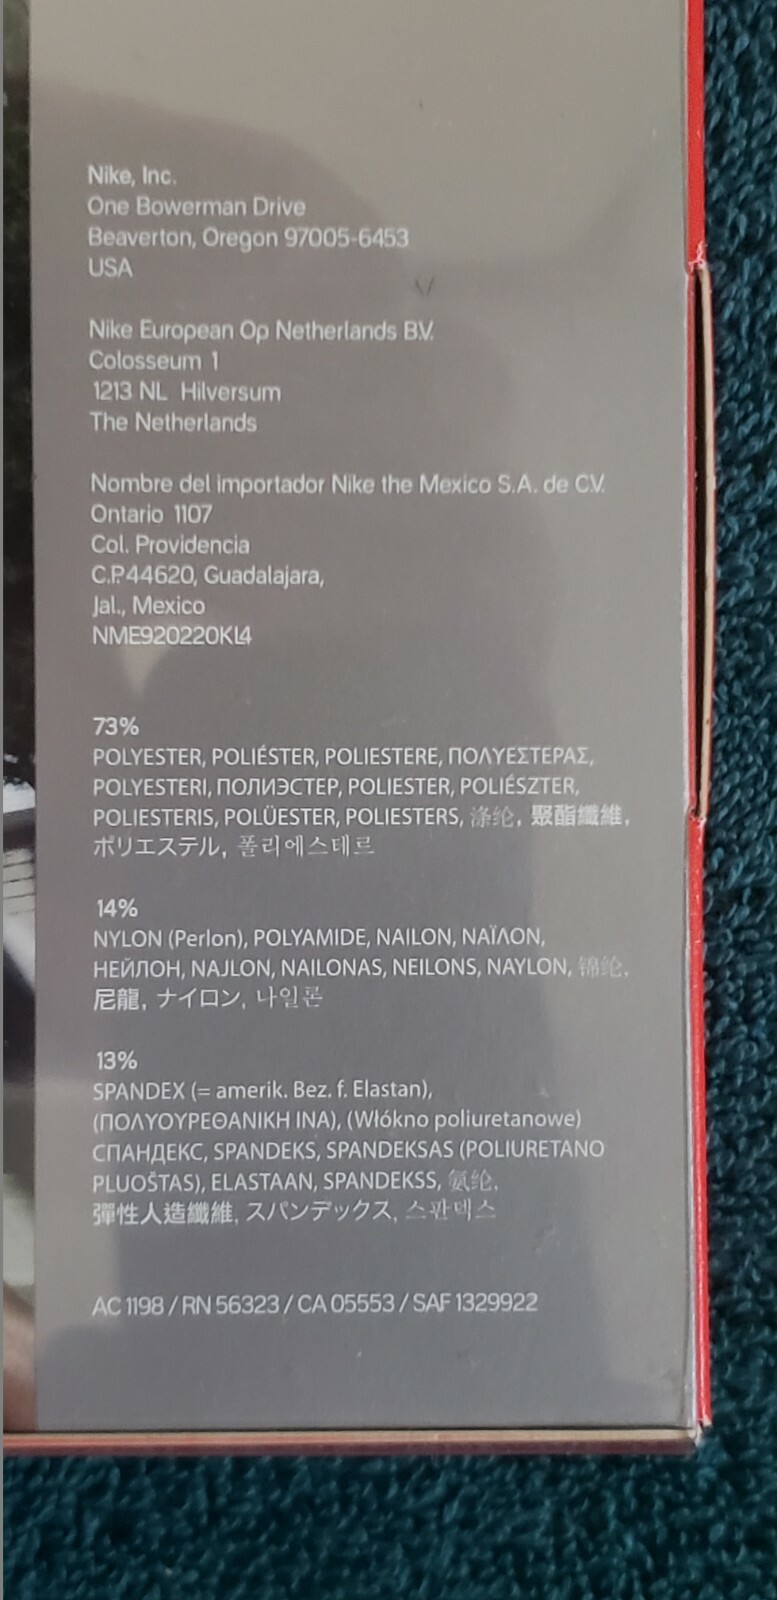 Nike, Inc.
One Bowerman Drive
Beaverton, Oregon 97005-6453
USA
Nike European Op Netherlands B.V.
Colosseum 1
1213 NL Hilversum
The Netherlands
Nombre del importador Nike the Mexico S.A. de C.V.
Ontario 1107
Col. Providencia
C.P.44620, Guadalajara,
Jal., Mexico
NME920220KL4
73%
POLYESTER, POLIÉSTER, POLIESTERE, ΠΟΛΥΕΣΤΕΡΑΣ,
POLYESTERI, ПОЛИЭСТЕР, POLIESTER, POLIÉSZTER,
POLIESTERIS, POLÜESTER, POLIESTERS, 涤纶, 聚酯纖維,
ポリエステル, 폴리에스테르
14%
NYLON (Perlon), POLYAMIDE, NAILON, ΝΑΪΛΟΝ,
НЕЙЛОН, NAJLON, NAILONAS, NEILONS, NAYLON, 锦纶,
尼龍, ナイロン, 나일론
13%
SPANDEX (= amerik. Bez. f. Elastan),
(ΠΟΛΥΟΥΡΕΘΑΝΙΚΗ ΙΝΑ), (Włókno poliuretanowe)
СПАНДЕКС, SPANDEKS, SPANDEKSAS (POLIURETANO
PLUOŠTAS), ELASTAAN, SPANDEKSS, 氨纶,
彈性人造纖維, スパンデックス, 스판덱스
AC 1198 / RN 56323 / CA 05553 / SAF 1329922